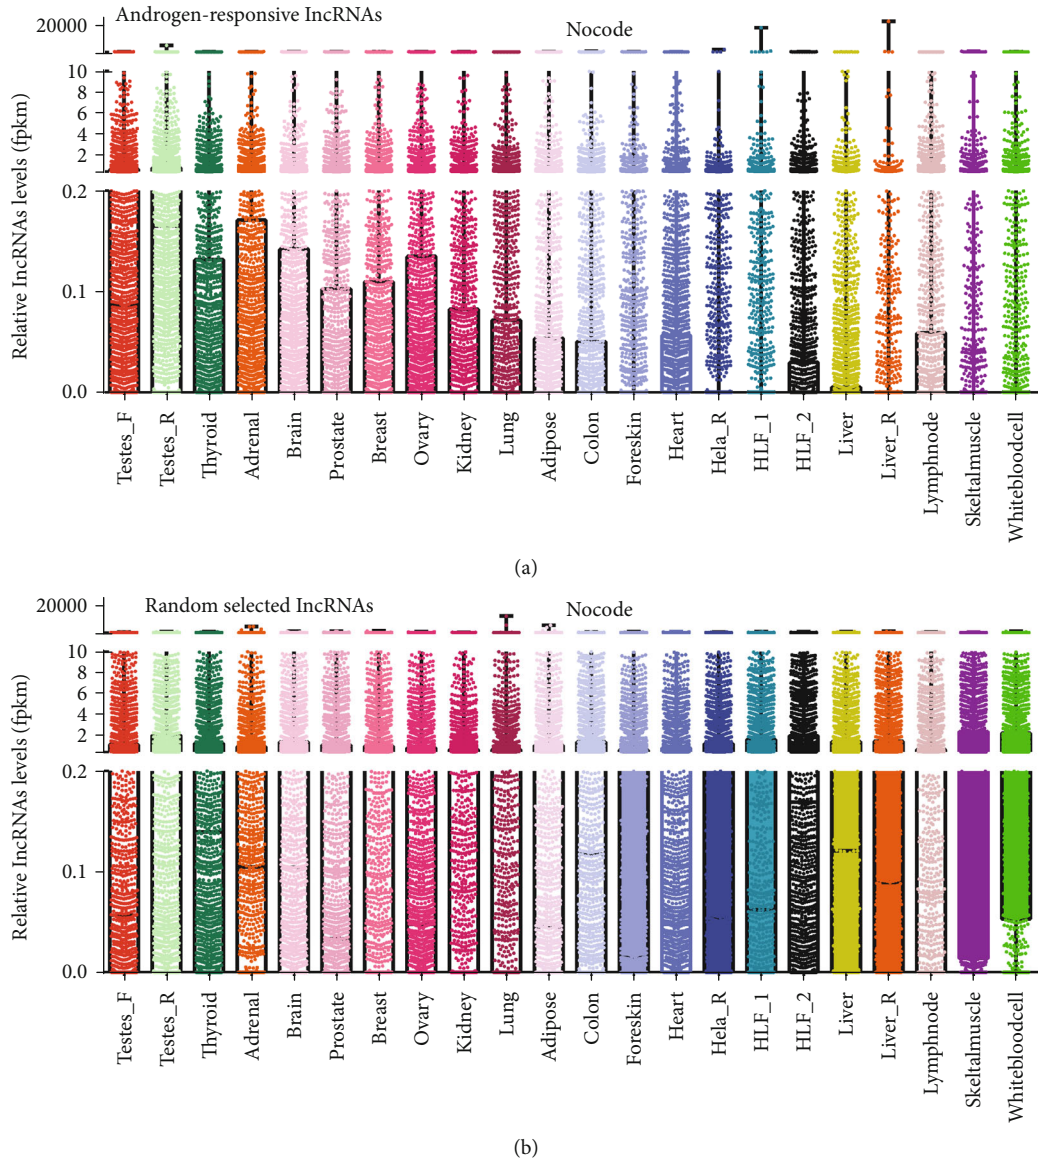 Androgen-responsive lncRNAs
Nocode
Relative lncRNAs levels (fpkm)
20000
10
8
6
4
2
0.2
0.1
0.0
Testes_F
Testes_R
Thyroid
Adrenal
Brain
Prostate
Breast
Ovary
Kidney
Lung
Adipose
Colon
Foreskin
Heart
Hela_R
HLF_1
HLF_2
Liver
Liver_R
Lymphnode
Skeltalmuscle
Whitebloodcell
(a)
Random selected lncRNAs
Nocode
Relative lncRNAs levels (fpkm)
20000
10
8
6
4
2
0.2
0.1
0.0
Testes_F
Testes_R
Thyroid
Adrenal
Brain
Prostate
Breast
Ovary
Kidney
Lung
Adipose
Colon
Foreskin
Heart
Hela_R
HLF_1
HLF_2
Liver
Liver_R
Lymphnode
Skeltalmuscle
Whitebloodcell
(b)